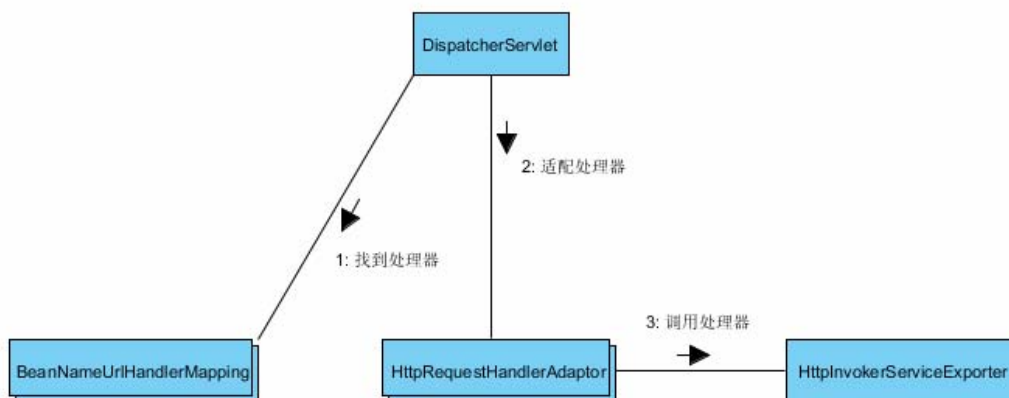 DispatcherServlet
2: 适配处理器
1: 找到处理器
3: 调用处理器
BeanNameUrlHandlerMapping
HttpRequestHandlerAdaptor
HttpInvokerServiceExporter